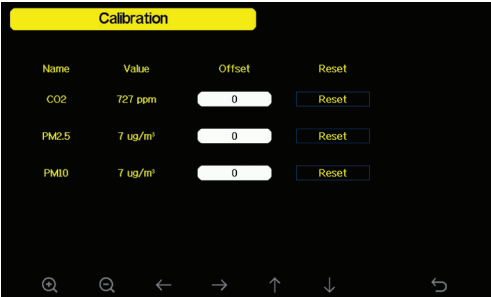 Calibration
Name Value Offset Reset
CO2 727 ppm 0 Reset
PM2.5 7 ug/m³ 0 Reset
PM10 7 ug/m³ 0 Reset